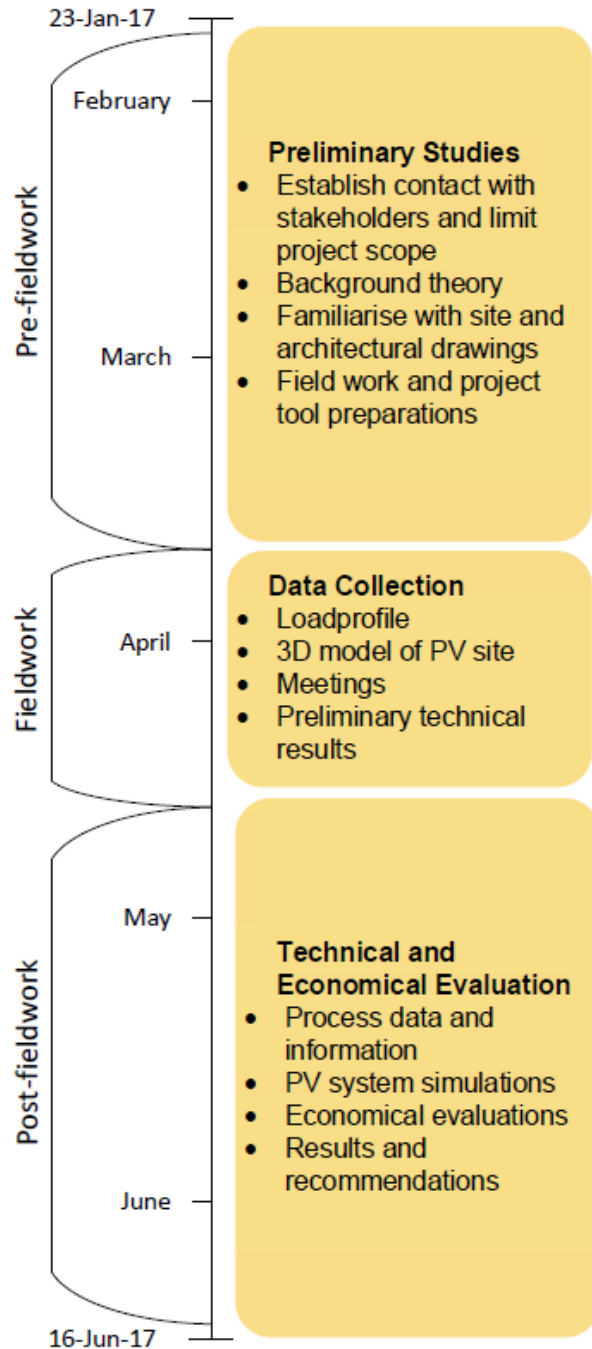 23-Jan-17
Pre-fieldwork
February
March
Preliminary Studies
• Establish contact with
stakeholders and limit
project scope
• Background theory
• Familiarise with site and
architectural drawings
• Field work and project
tool preparations
Fieldwork
April
Data Collection
• Loadprofile
• 3D model of PV site
• Meetings
• Preliminary technical
results
Post-fieldwork
May
June
Technical and
Economical Evaluation
• Process data and
information
• PV system simulations
• Economical evaluations
• Results and
recommendations
16-Jun-17